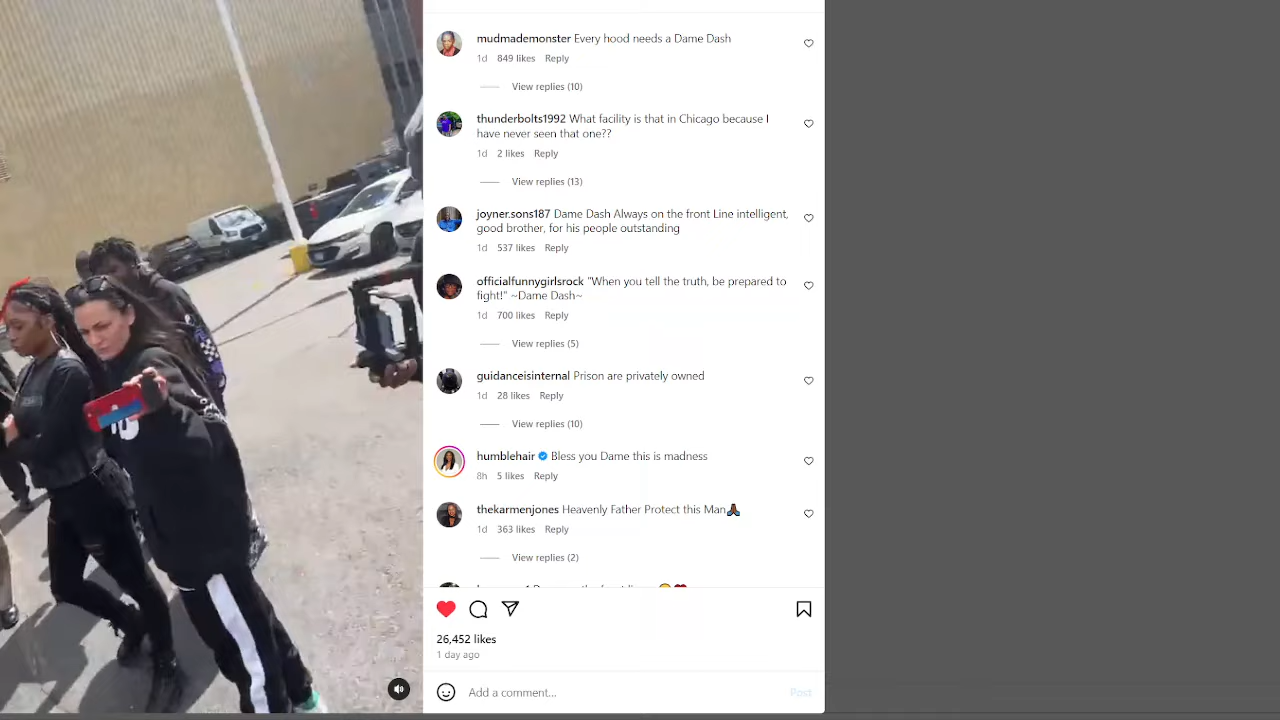 mudmademonster Every hood needs a Dame Dash
1d 849 likes Reply
View replies (10)
thunderbolts1992 What facility is that in Chicago because I
have never seen that one??
1d 2 likes Reply
View replies (13)
joyner.sons187 Dame Dash Always on the front Line intelligent,
good brother, for his people outstanding
1d 537 likes Reply
officialfunnygirlsrock "When you tell the truth, be prepared to
fight!" ~Dame Dash~
1d 700 likes Reply
View replies (5)
guidanceisinternal Prison are privately owned
1d 28 likes Reply
View replies (10)
humblehair Bless you Dame this is madness
8h 5 likes Reply
thekarmenjones Heavenly Father Protect this Man🙏🏾
1d 363 likes Reply
View replies (2)
26,452 likes
1 day ago
Add a comment...
Post